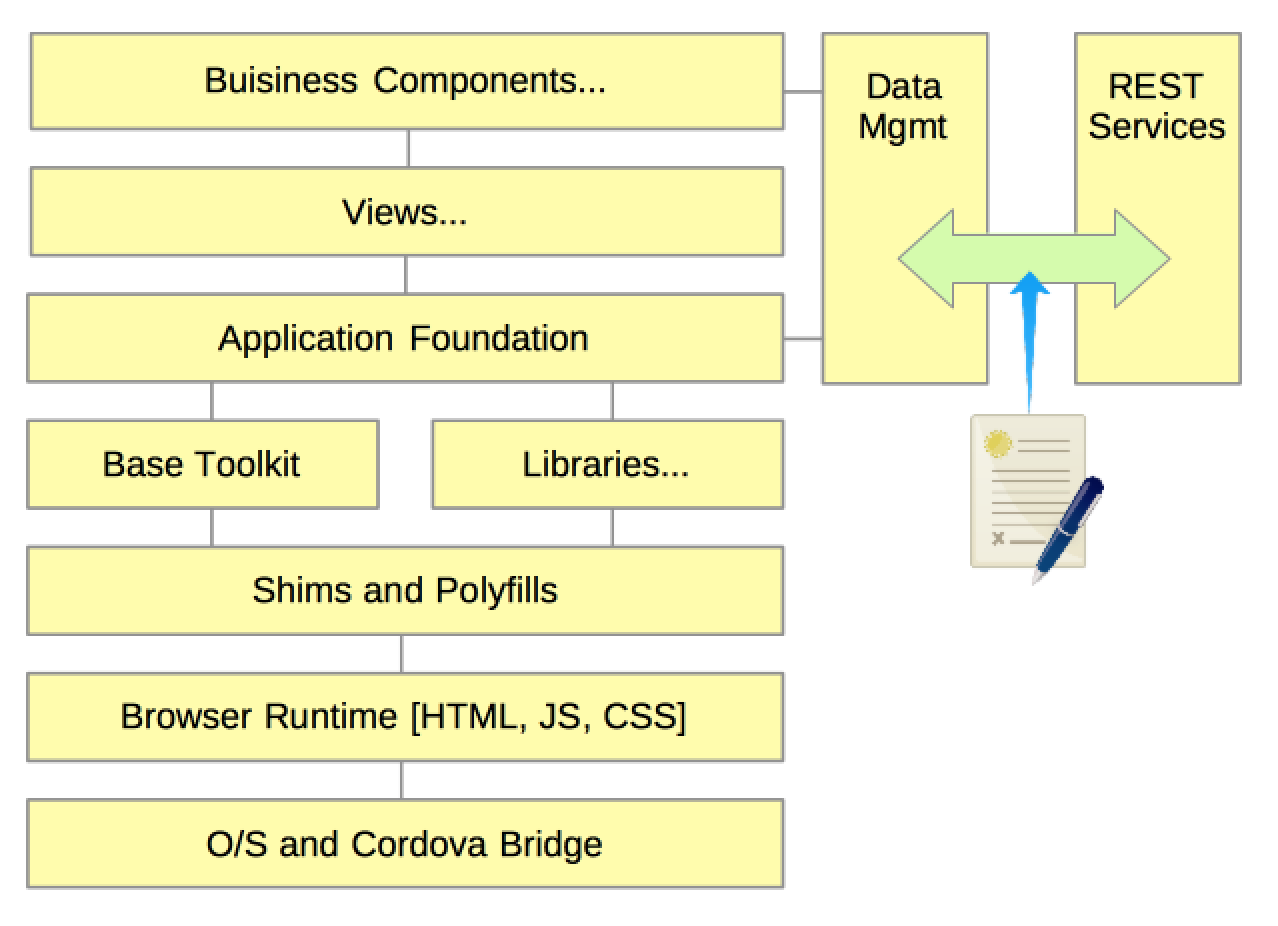 Buisiness Components...
Data
Mgmt
REST
Services
Views...
Application Foundation
Base Toolkit
Libraries...
Shims and Polyfills
Browser Runtime [HTML, JS, CSS]
O/S and Cordova Bridge